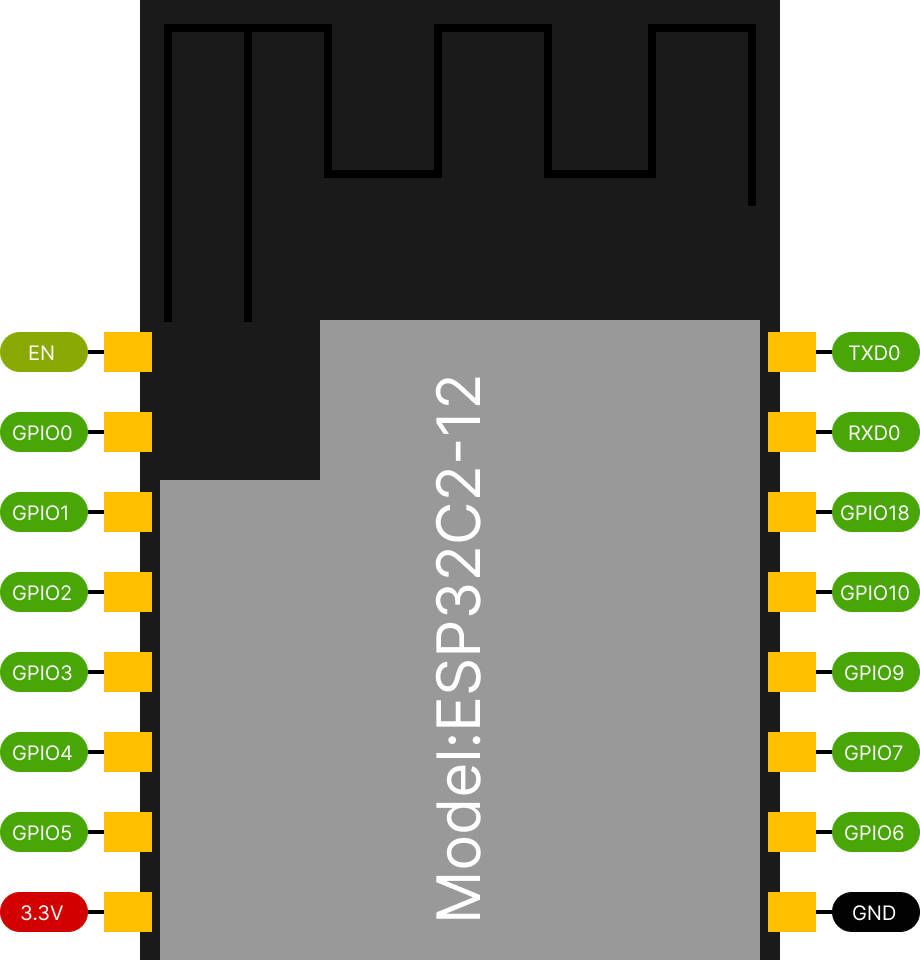 EN
GPIO0
GPIO1
GPIO2
GPIO3
GPIO4
GPIO5
3.3V
Model:ESP32C2-12
TXD0
RXD0
GPIO18
GPIO10
GPIO9
GPIO7
GPIO6
GND